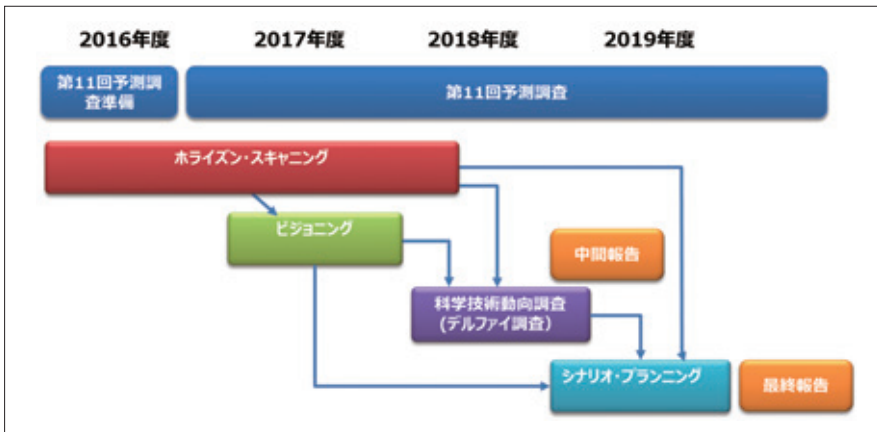 2016年度 2017年度 2018年度 2019年度
第11回予測調
査準備
第11回予測調査
ホライズン・スキャニング
ビジョニング
中間報告
科学技術動向調査
(デルファイ調査)
シナリオ・プランニング
最終報告